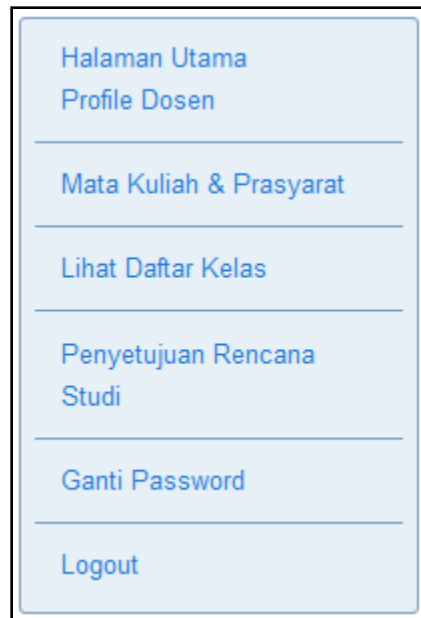 Halaman Utama
Profile Dosen
Mata Kuliah & Prasyarat
Lihat Daftar Kelas
Penyetujuan Rencana
Studi
Ganti Password
Logout